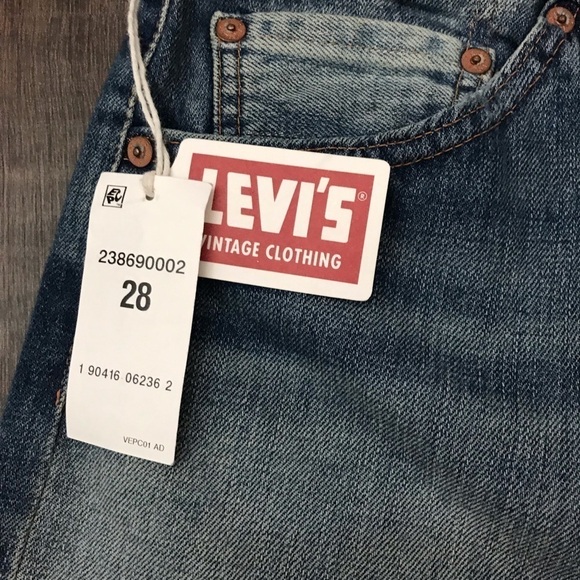 LEVI'S®
VINTAGE CLOTHING
238690002
28
1 90416 06236 2
VEPC01 AD